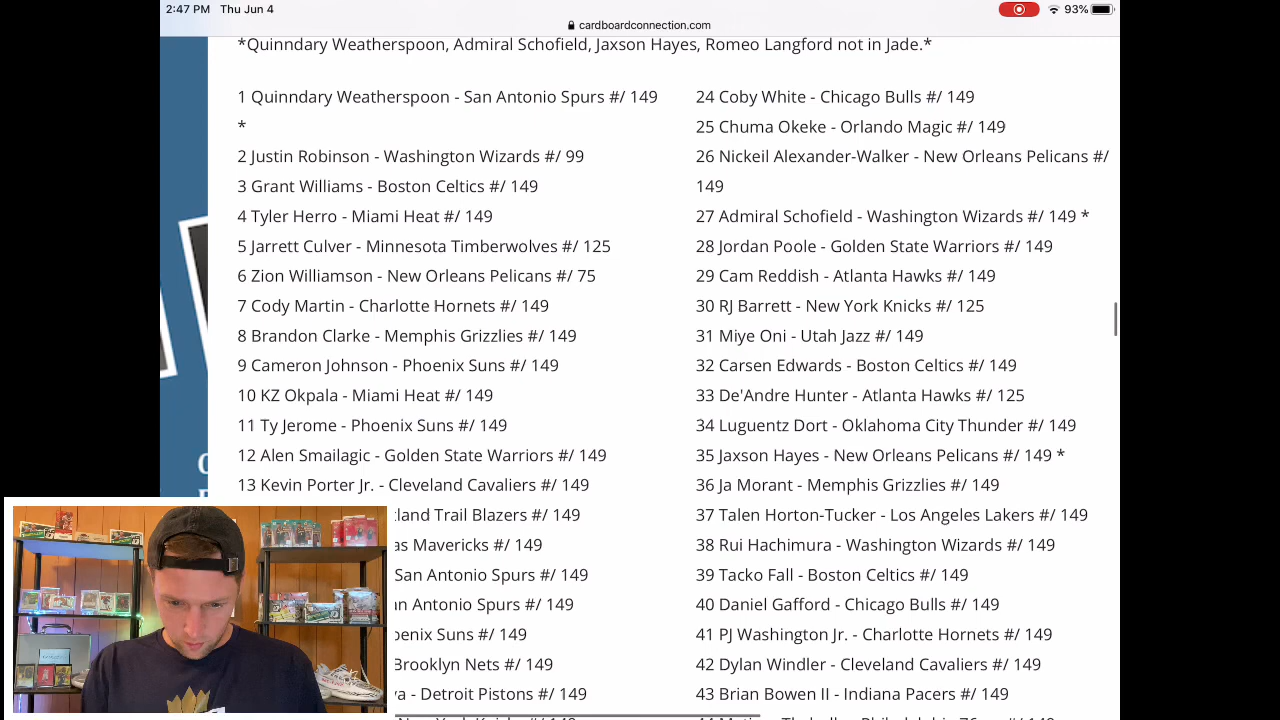 2:47 PM Thu Jun 4
93%
cardboardconnection.com
*Quinndary Weatherspoon, Admiral Schofield, Jaxson Hayes, Romeo Langford not in Jade.*
1 Quinndary Weatherspoon - San Antonio Spurs #/ 149
*
2 Justin Robinson - Washington Wizards #/ 99
3 Grant Williams - Boston Celtics #/ 149
4 Tyler Herro - Miami Heat #/ 149
5 Jarrett Culver - Minnesota Timberwolves #/ 125
6 Zion Williamson - New Orleans Pelicans #/ 75
7 Cody Martin - Charlotte Hornets #/ 149
8 Brandon Clarke - Memphis Grizzlies #/ 149
9 Cameron Johnson - Phoenix Suns #/ 149
10 KZ Okpala - Miami Heat #/ 149
11 Ty Jerome - Phoenix Suns #/ 149
12 Alen Smailagic - Golden State Warriors #/ 149
13 Kevin Porter Jr. - Cleveland Cavaliers #/ 149
tland Trail Blazers #/ 149
as Mavericks #/ 149
San Antonio Spurs #/ 149
n Antonio Spurs #/ 149
oenix Suns #/ 149
Brooklyn Nets #/ 149
va - Detroit Pistons #/ 149
24 Coby White - Chicago Bulls #/ 149
25 Chuma Okeke - Orlando Magic #/ 149
26 Nickeil Alexander-Walker - New Orleans Pelicans #/
149
27 Admiral Schofield - Washington Wizards #/ 149 *
28 Jordan Poole - Golden State Warriors #/ 149
29 Cam Reddish - Atlanta Hawks #/ 149
30 RJ Barrett - New York Knicks #/ 125
31 Miye Oni - Utah Jazz #/ 149
32 Carsen Edwards - Boston Celtics #/ 149
33 De'Andre Hunter - Atlanta Hawks #/ 125
34 Luguentz Dort - Oklahoma City Thunder #/ 149
35 Jaxson Hayes - New Orleans Pelicans #/ 149 *
36 Ja Morant - Memphis Grizzlies #/ 149
37 Talen Horton-Tucker - Los Angeles Lakers #/ 149
38 Rui Hachimura - Washington Wizards #/ 149
39 Tacko Fall - Boston Celtics #/ 149
40 Daniel Gafford - Chicago Bulls #/ 149
41 PJ Washington Jr. - Charlotte Hornets #/ 149
42 Dylan Windler - Cleveland Cavaliers #/ 149
43 Brian Bowen II - Indiana Pacers #/ 149